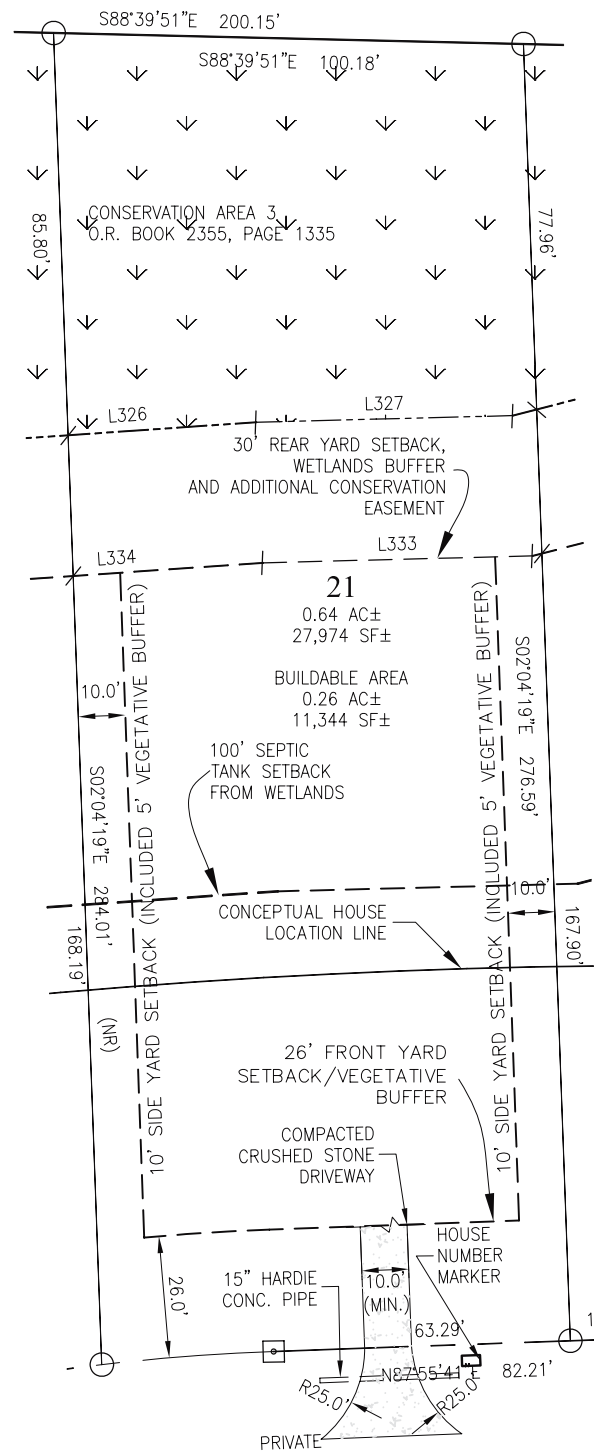 S88°39'51"E 200.15'
S88°39'51"E 100.18'
CONSERVATION AREA 3
O.R. BOOK 2355, PAGE 1335
85.80'
77.96'
L326
L327
30' REAR YARD SETBACK,
WETLANDS BUFFER
AND ADDITIONAL CONSERVATION
EASEMENT
L334
L333
21
0.64 AC±
27,974 SF±
BUILDABLE AREA
0.26 AC±
11,344 SF±
10.0'
10' SIDE YARD SETBACK (INCLUDED 5' VEGETATIVE BUFFER)
10' SIDE YARD SETBACK (INCLUDED 5' VEGETATIVE BUFFER)
S02°04'19"E 284.01'
S02°04'19"E 276.59'
100' SEPTIC
TANK SETBACK
FROM WETLANDS
10.0'
CONCEPTUAL HOUSE
LOCATION LINE
168.19'
167.90'
(NR)
26' FRONT YARD
SETBACK/VEGETATIVE
BUFFER
COMPACTED
CRUSHED STONE
DRIVEWAY
HOUSE
NUMBER
MARKER
26.0'
15" HARDIE
CONC. PIPE
10.0'
(MIN.)
63.29'
1
N87°55'41"E 82.21'
R25.0'
R25.0'
PRIVATE